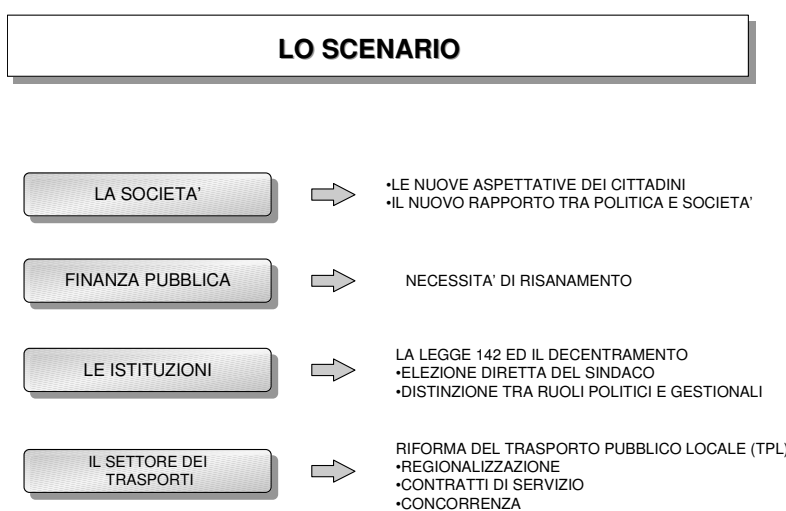 LO SCENARIO
LA SOCIETA'
•LE NUOVE ASPETTATIVE DEI CITTADINI
•IL NUOVO RAPPORTO TRA POLITICA E SOCIETA'
FINANZA PUBBLICA
NECESSITA' DI RISANAMENTO
LE ISTITUZIONI
LA LEGGE 142 ED IL DECENTRAMENTO
•ELEZIONE DIRETTA DEL SINDACO
•DISTINZIONE TRA RUOLI POLITICI E GESTIONALI
IL SETTORE DEI
TRASPORTI
RIFORMA DEL TRASPORTO PUBBLICO LOCALE (TPL)
•REGIONALIZZAZIONE
•CONTRATTI DI SERVIZIO
•CONCORRENZA